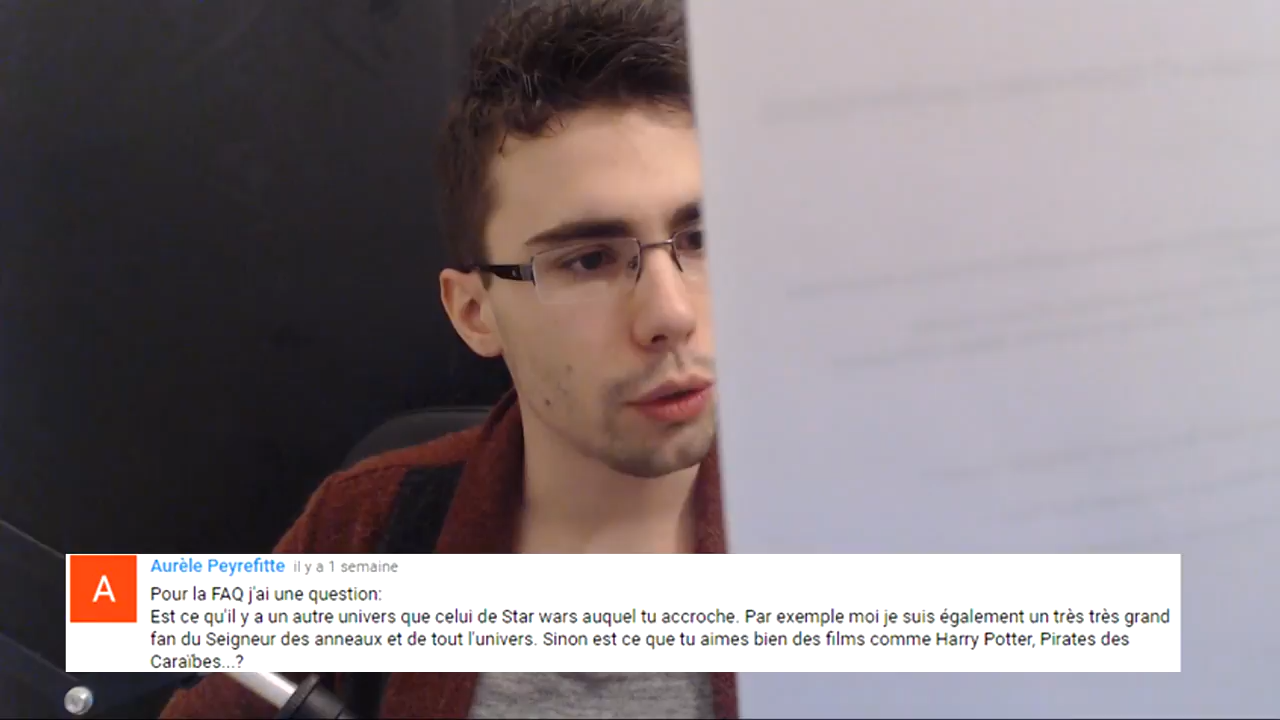 A
Aurèle Peyrefitte il y a 1 semaine
Pour la FAQ j'ai une question:
Est ce qu'il y a un autre univers que celui de Star wars auquel tu accroche. Par exemple moi je suis également un très très grand
fan du Seigneur des anneaux et de tout l'univers. Sinon est ce que tu aimes bien des films comme Harry Potter, Pirates des
Caraïbes...?